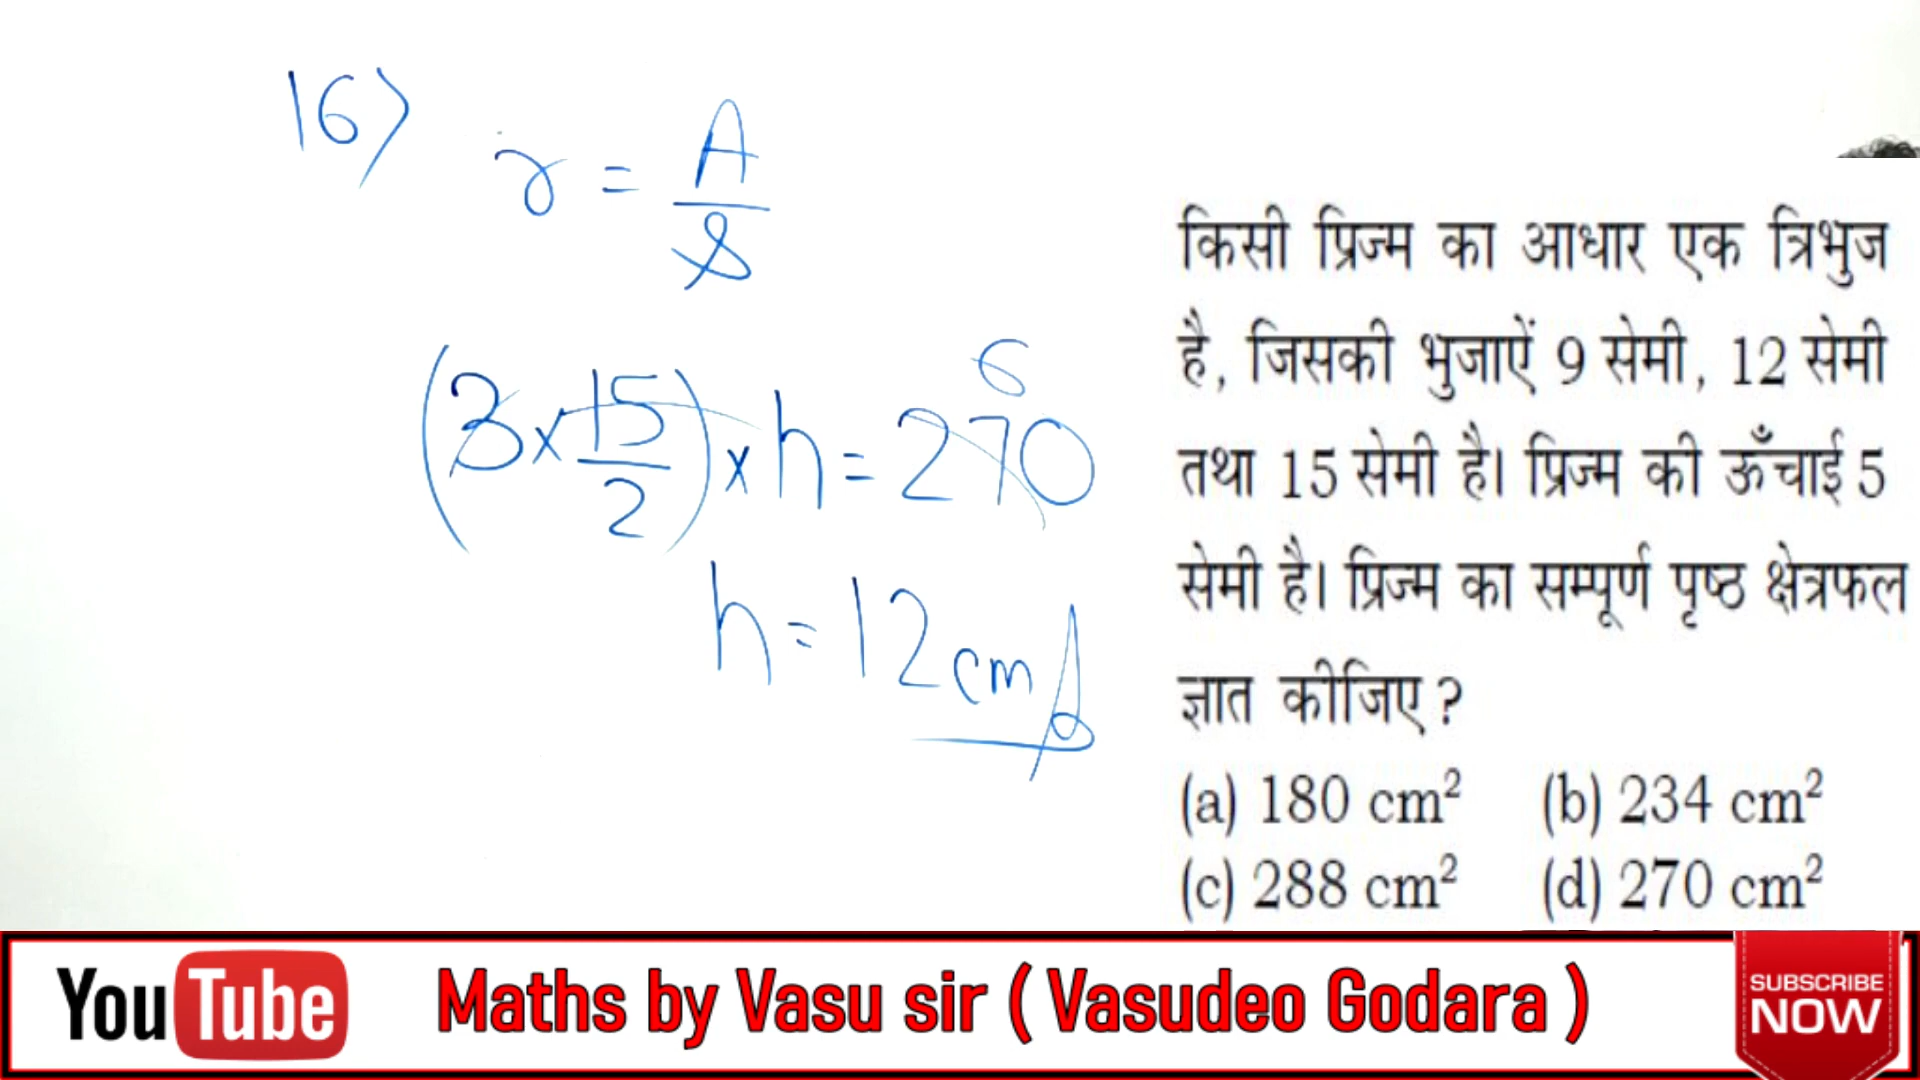 16)
r = A/s
(3 × 15/2) × h = 270
6
h = 12 cm
किसी प्रिज्म का आधार एक त्रिभुज
है, जिसकी भुजाऐं 9 सेमी, 12 सेमी
तथा 15 सेमी है। प्रिज्म की ऊँचाई 5
सेमी है। प्रिज्म का सम्पूर्ण पृष्ठ क्षेत्रफल
ज्ञात कीजिए?
(a) 180 cm² (b) 234 cm²
(c) 288 cm² (d) 270 cm²
YouTube Maths by Vasu sir ( Vasudeo Godara )
SUBSCRIBE
NOW